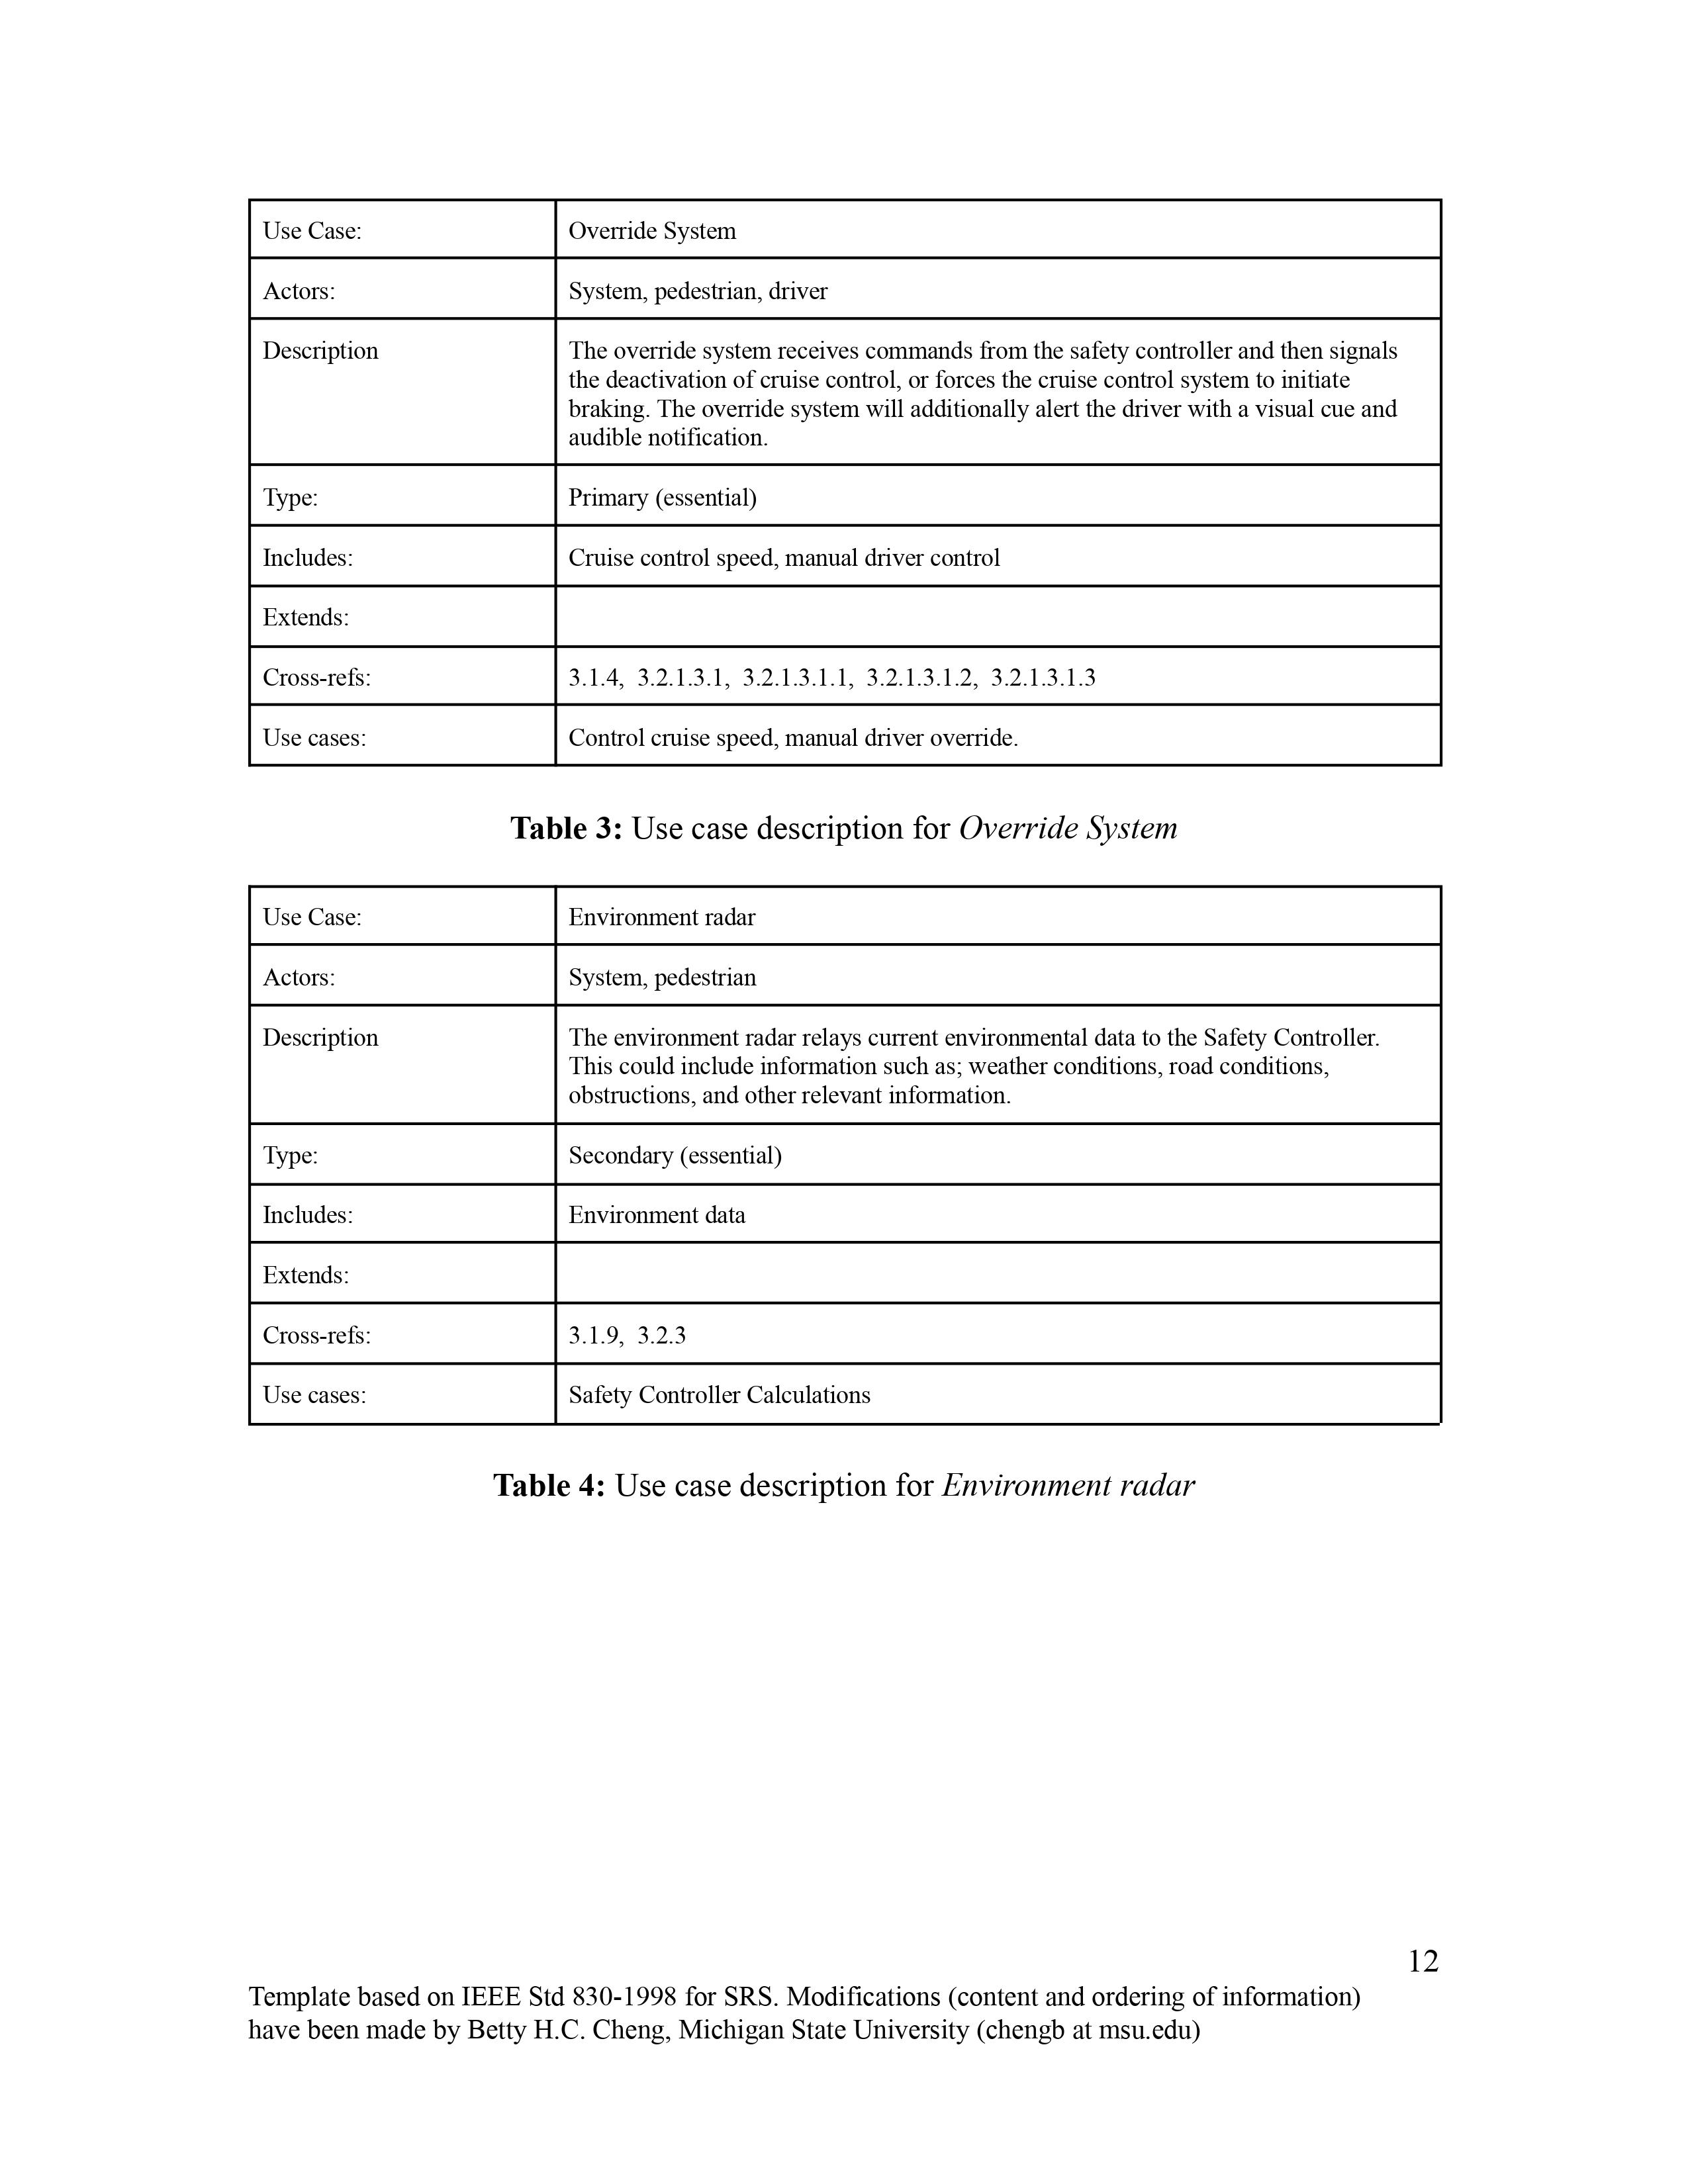 Use Case: Override System
Actors: System, pedestrian, driver
Description The override system receives commands from the safety controller and then signals
the deactivation of cruise control, or forces the cruise control system to initiate
braking. The override system will additionally alert the driver with a visual cue and
audible notification.
Type: Primary (essential)
Includes: Cruise control speed, manual driver control
Extends:
Cross-refs: 3.1.4, 3.2.1.3.1, 3.2.1.3.1.1, 3.2.1.3.1.2, 3.2.1.3.1.3
Use cases: Control cruise speed, manual driver override.
Table 3: Use case description for Override System
Use Case: Environment radar
Actors: System, pedestrian
Description The environment radar relays current environmental data to the Safety Controller.
This could include information such as; weather conditions, road conditions,
obstructions, and other relevant information.
Type: Secondary (essential)
Includes: Environment data
Extends:
Cross-refs: 3.1.9, 3.2.3
Use cases: Safety Controller Calculations
Table 4: Use case description for Environment radar
12
Template based on IEEE Std 830-1998 for SRS. Modifications (content and ordering of information)
have been made by Betty H.C. Cheng, Michigan State University (chengb at msu.edu)